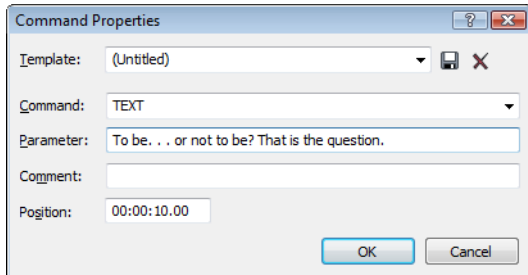 Command Properties
Template: (Untitled)
Command: TEXT
Parameter: To be. . . or not to be? That is the question.
Comment:
Position: 00:00:10.00
OK Cancel